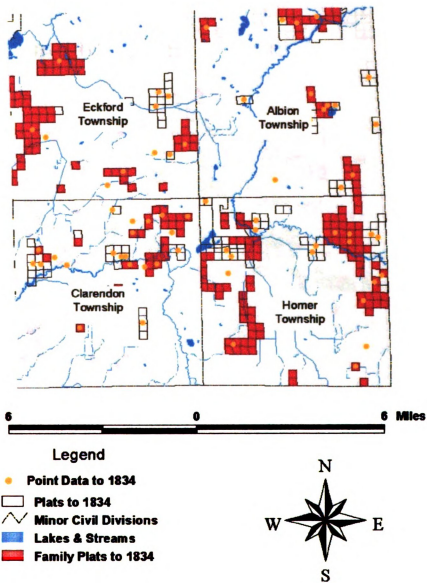 Eckford
Township
Albion
Township
Clarendon
Township
Homer
Township
6 0 6 Miles
Legend
Point Data to 1834
Plats to 1834
Minor Civil Divisions
Lakes & Streams
Family Plats to 1834
N
W E
S